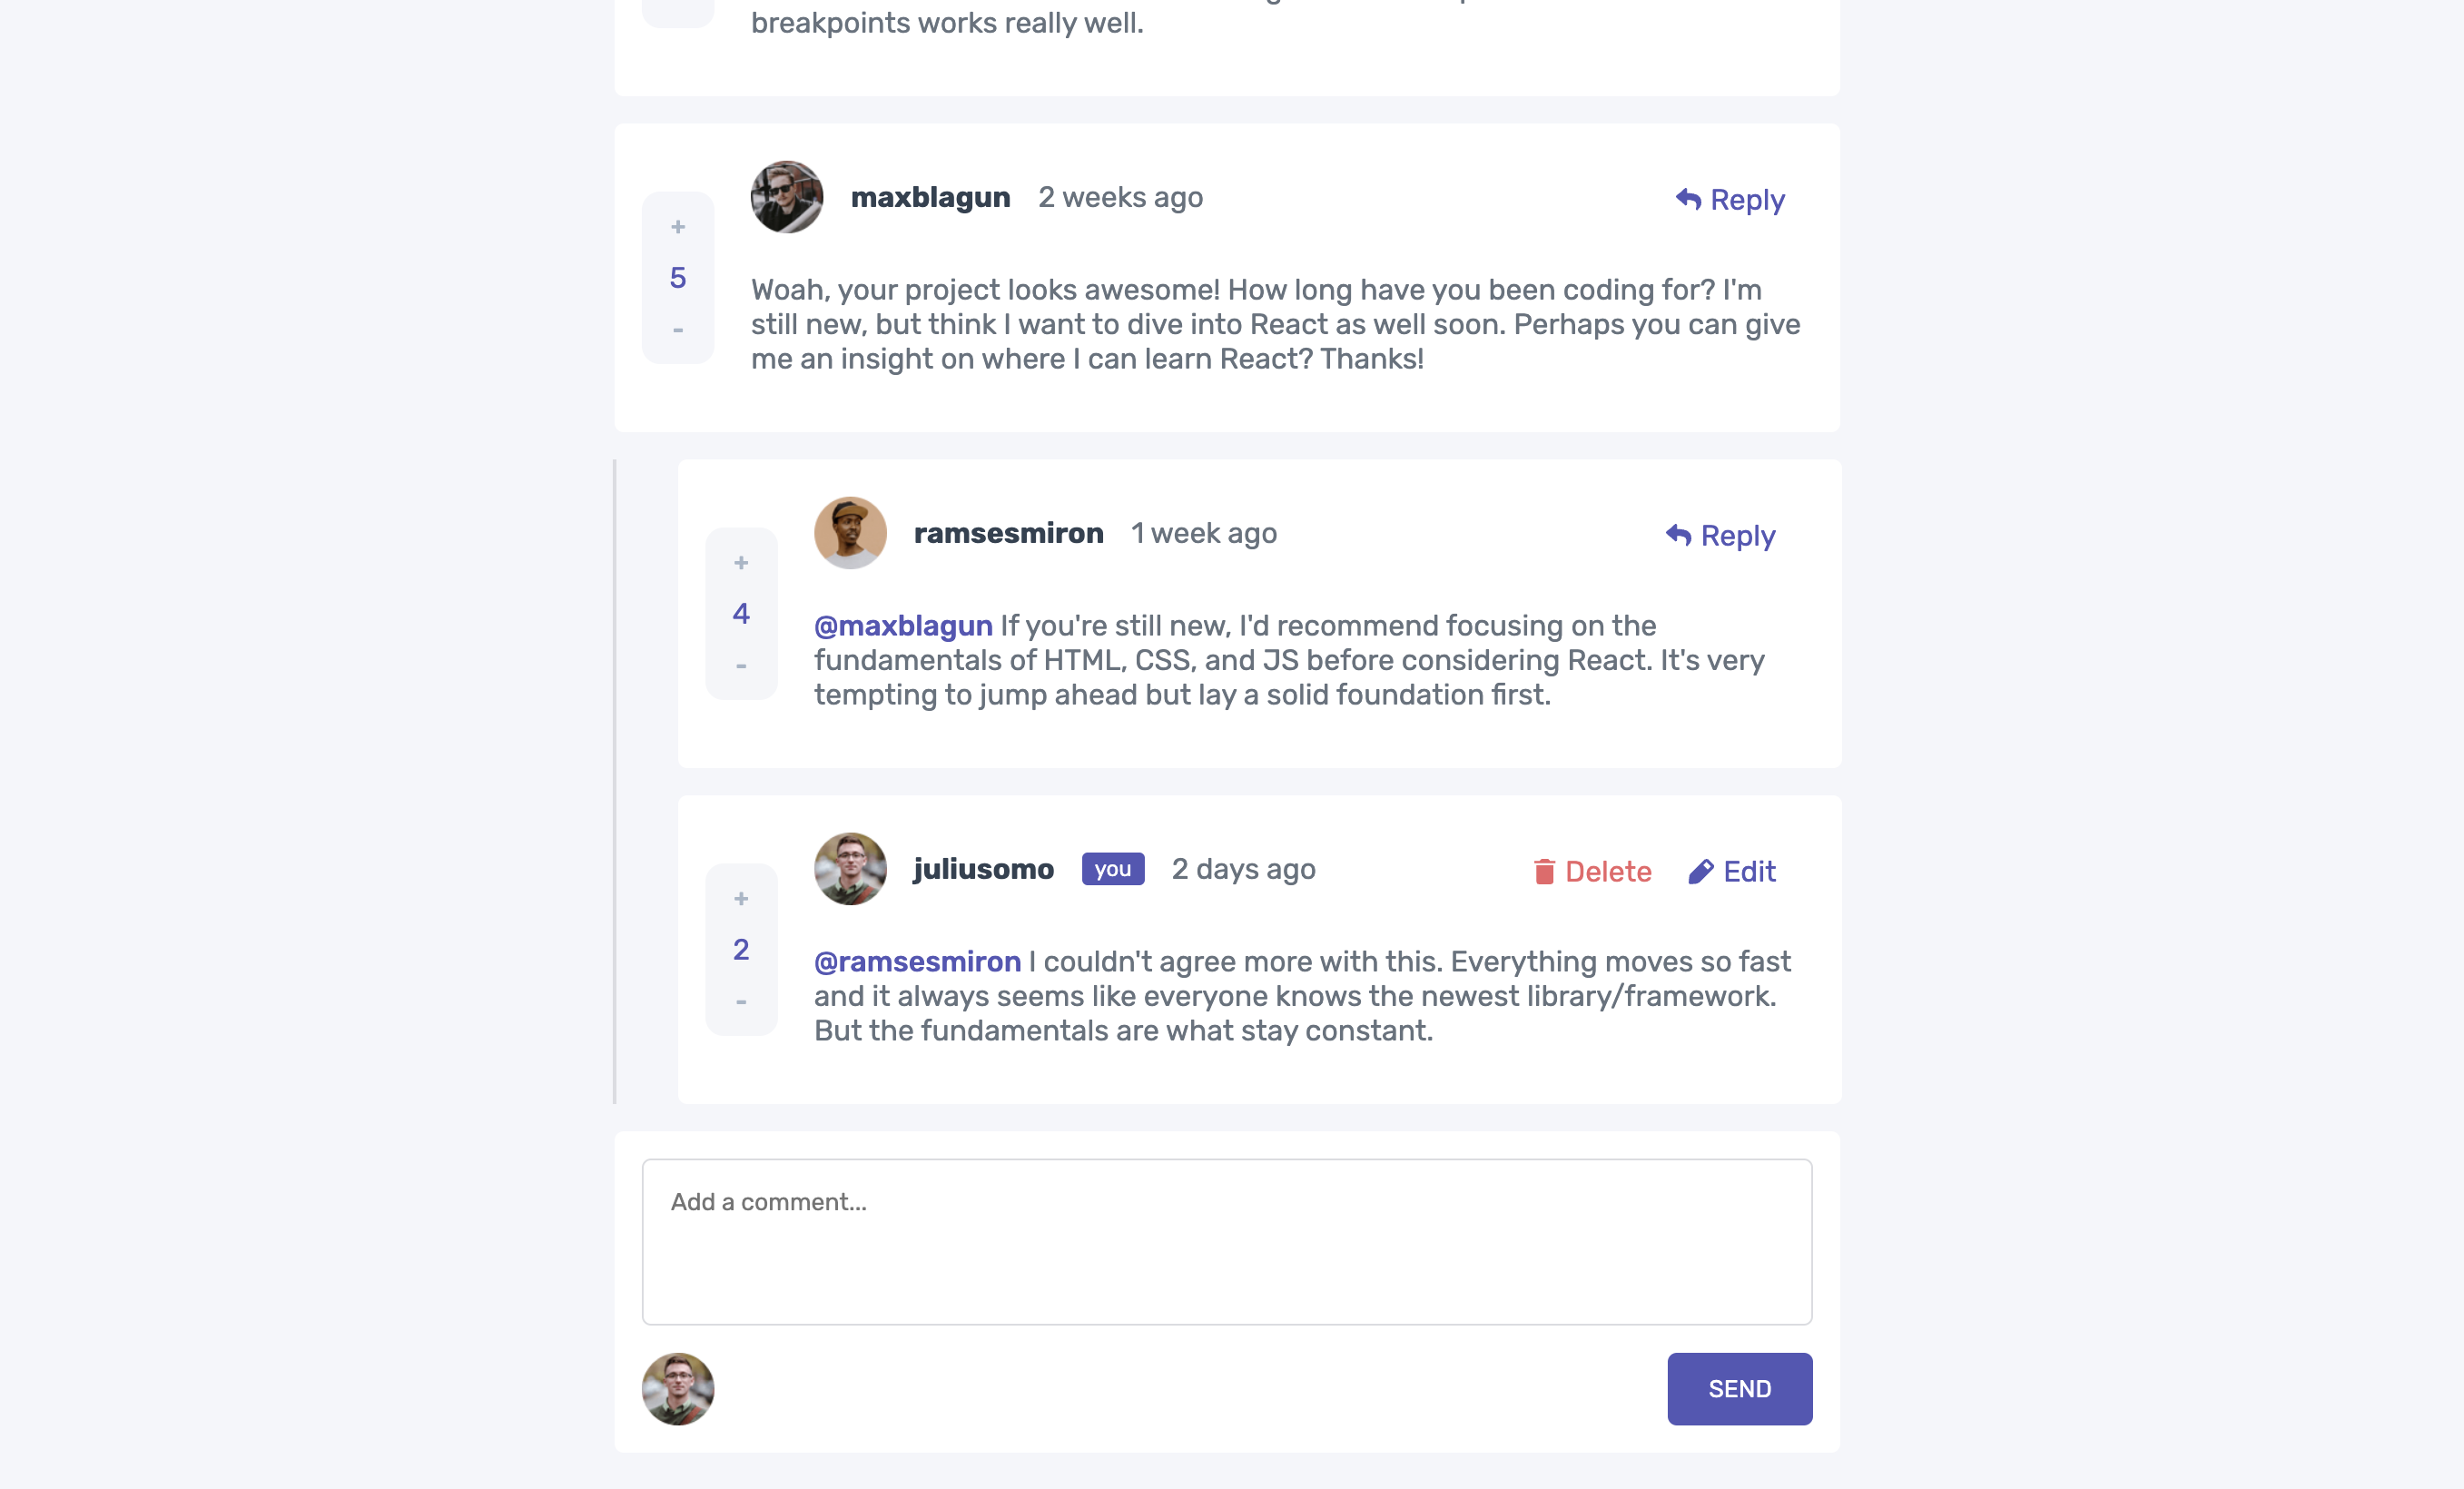 breakpoints works really well.
maxblagun 2 weeks ago Reply
+
5
-
Woah, your project looks awesome! How long have you been coding for? I'm
still new, but think I want to dive into React as well soon. Perhaps you can give
me an insight on where I can learn React? Thanks!
ramsesmiron 1 week ago Reply
+
4
-
@maxblagun If you're still new, I'd recommend focusing on the
fundamentals of HTML, CSS, and JS before considering React. It's very
tempting to jump ahead but lay a solid foundation first.
juliusomo you 2 days ago Delete Edit
+
2
-
@ramsesmiron I couldn't agree more with this. Everything moves so fast
and it always seems like everyone knows the newest library/framework.
But the fundamentals are what stay constant.
Add a comment...
SEND